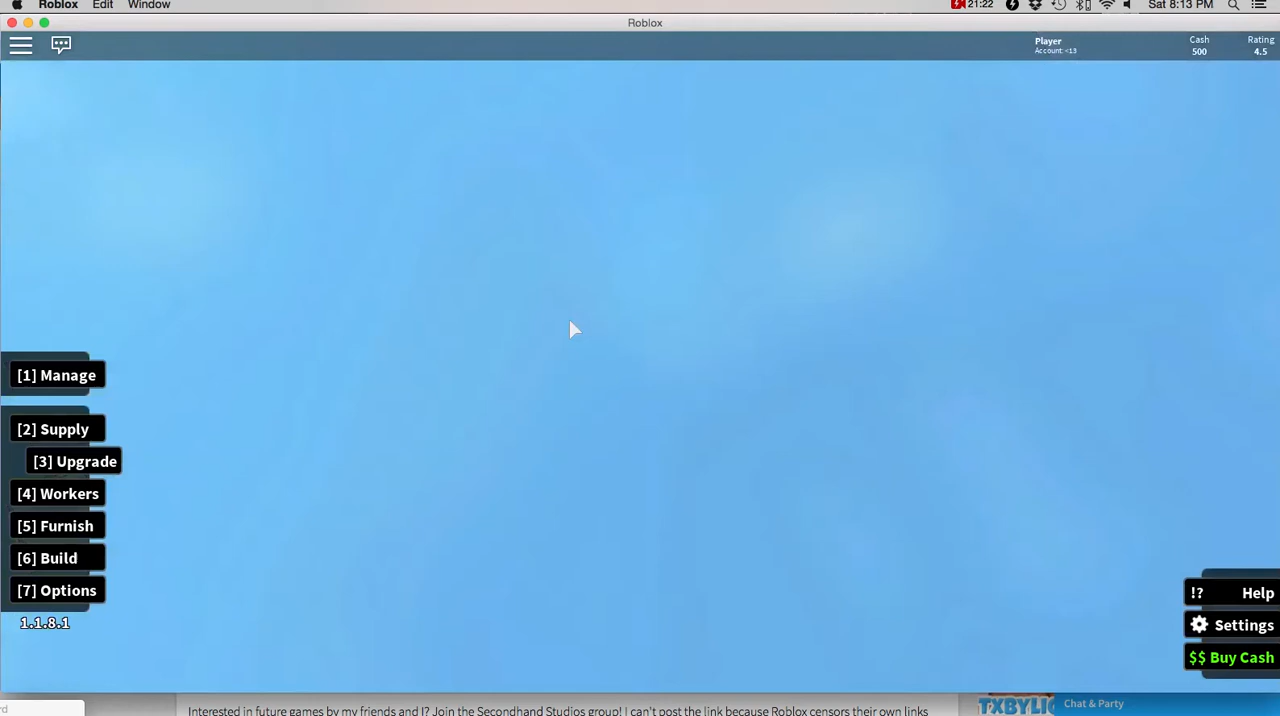 Roblox Edit Window 21:22 Sat 8:13 PM
Roblox
Player Cash Rating
Account: <13 500 4.5
[1] Manage
[2] Supply
[3] Upgrade
[4] Workers
[5] Furnish
[6] Build
[7] Options
1.1.8.1
!? Help
Settings
$$ Buy Cash
Interested in future games by my friends and I? Join the Secondhand Studios group! I can't post the link because Roblox censors their own links
TXBYLIC
Chat & Party